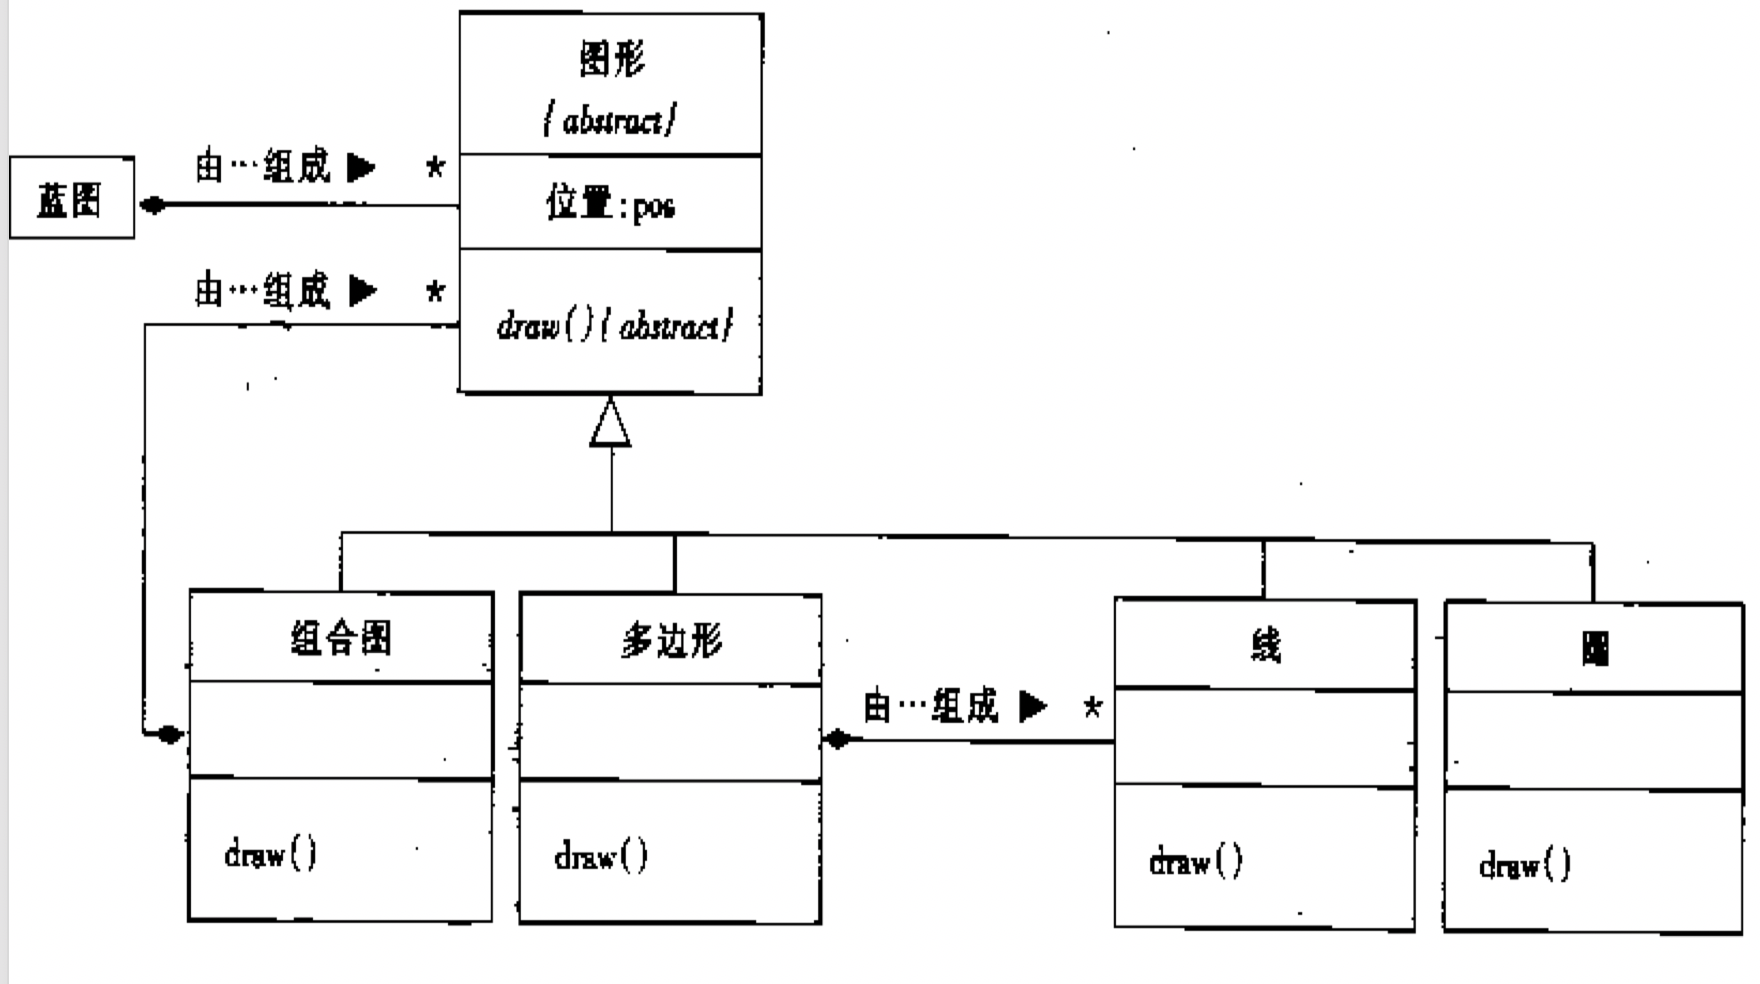 图形
{abstract}
位置:pos
draw(){abstract}
蓝图
由…组成 ▶ *
由…组成 ▶ *
组合图
draw()
多边形
draw()
由…组成 ▶ *
线
draw()
draw()